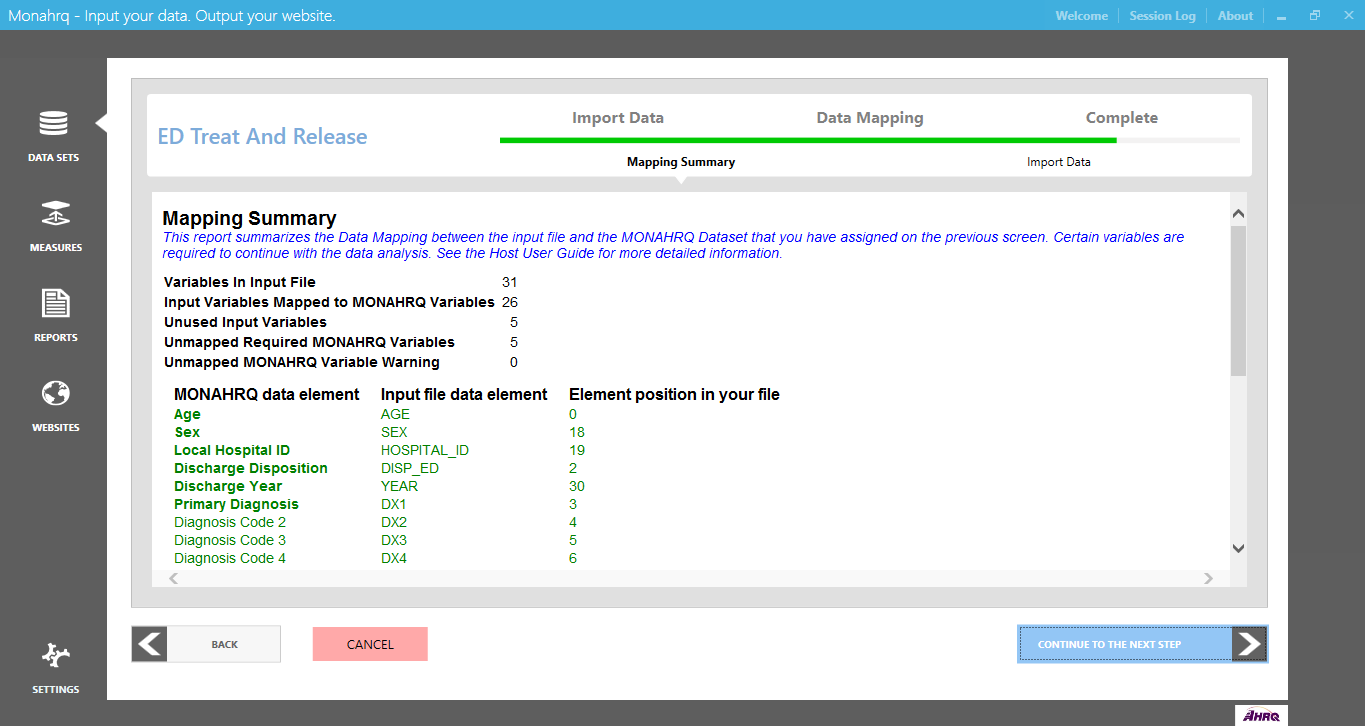 Monahrq - Input your data. Output your website.
Welcome
Session Log
About
DATA SETS
MEASURES
REPORTS
WEBSITES
SETTINGS
ED Treat And Release
Import Data
Data Mapping
Complete
Mapping Summary
Import Data
Mapping Summary
This report summarizes the Data Mapping between the input file and the MONAHRQ Dataset that you have assigned on the previous screen. Certain variables are
required to continue with the data analysis. See the Host User Guide for more detailed information.
Variables In Input File 31
Input Variables Mapped to MONAHRQ Variables 26
Unused Input Variables 5
Unmapped Required MONAHRQ Variables 5
Unmapped MONAHRQ Variable Warning 0
MONAHRQ data element Input file data element Element position in your file
Age AGE 0
Sex SEX 18
Local Hospital ID HOSPITAL_ID 19
Discharge Disposition DISP_ED 2
Discharge Year YEAR 30
Primary Diagnosis DX1 3
Diagnosis Code 2 DX2 4
Diagnosis Code 3 DX3 5
Diagnosis Code 4 DX4 6
BACK
CANCEL
CONTINUE TO THE NEXT STEP
AHRQ